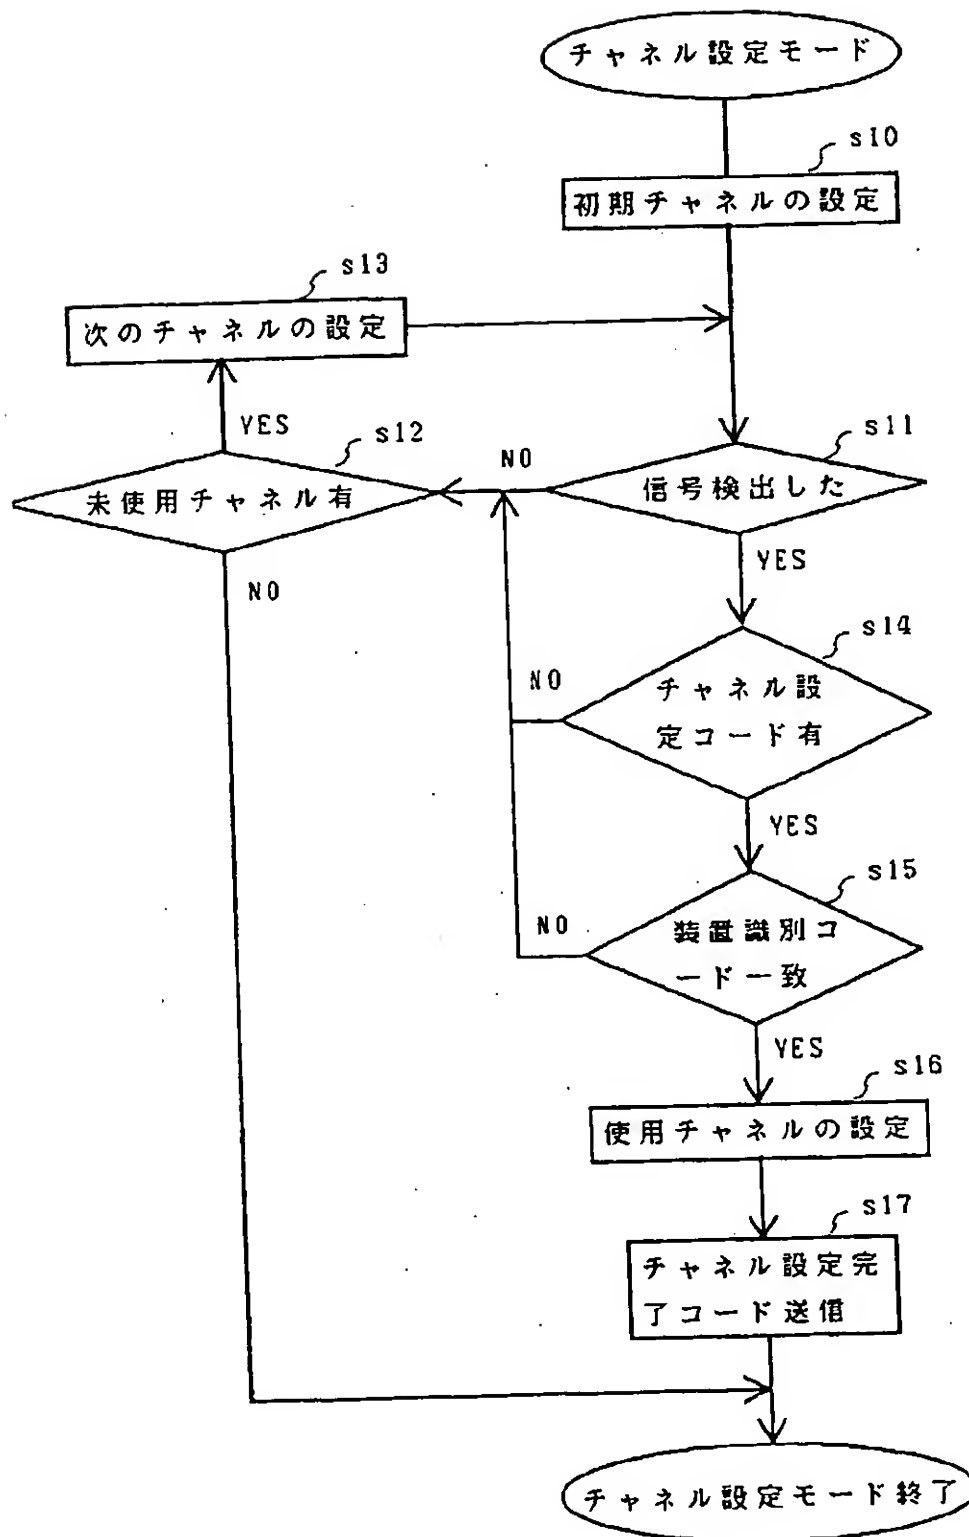 チャネル設定モード
s10
初期チャネルの設定
s13
次のチャネルの設定
YES
s12
未使用チャネル有
NO
NO
s11
信号検出した
YES
s14
NO
チャネル設
定コード有
YES
s15
NO
装置識別コ
ード一致
YES
s16
使用チャネルの設定
s17
チャネル設定完
了コード送信
チャネル設定モード終了